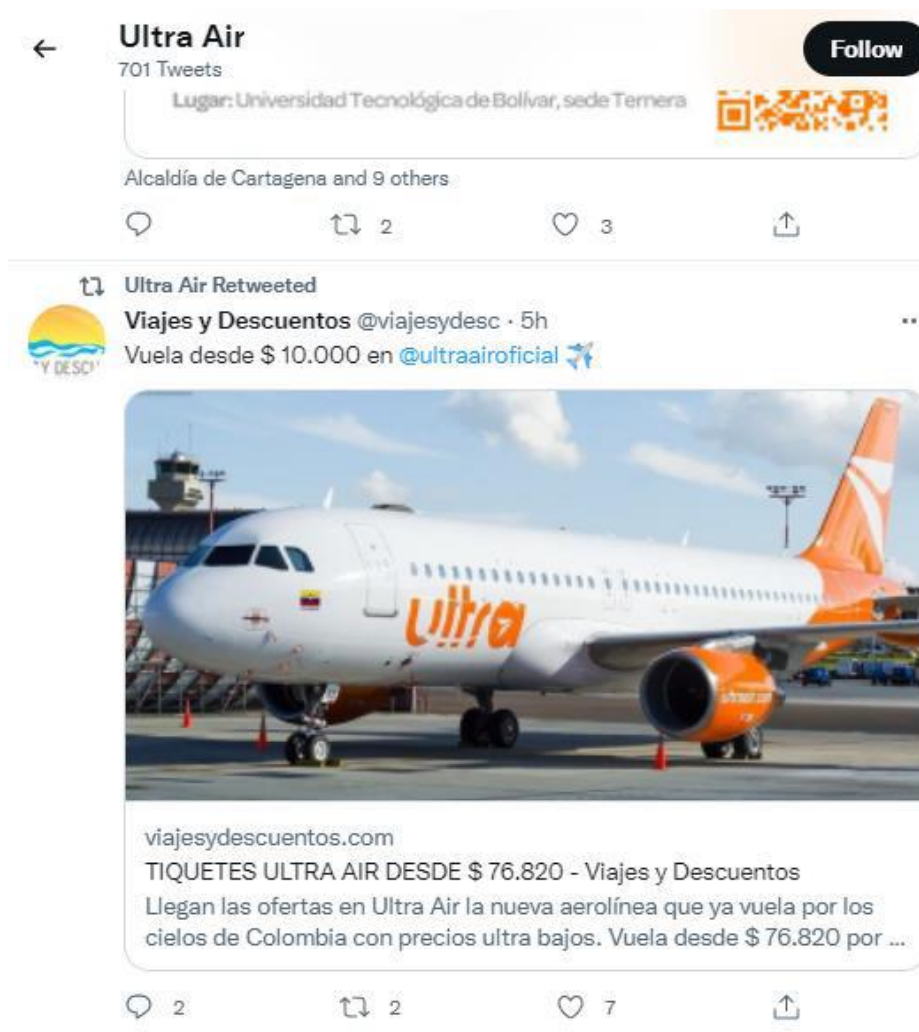 Ultra Air
701 Tweets
Follow
Lugar: Universidad Tecnológica de Bolívar, sede Ternera
Alcaldía de Cartagena and 9 others
2
3
Ultra Air Retweeted
Viajes y Descuentos @viajesydesc · 5h
Vuela desde $ 10.000 en @ultraairoficial
Y DESCU
ultra
viajesydescuentos.com
TIQUETES ULTRA AIR DESDE $ 76.820 - Viajes y Descuentos
Llegan las ofertas en Ultra Air la nueva aerolínea que ya vuela por los
cielos de Colombia con precios ultra bajos. Vuela desde $ 76.820 por ...
2
2
7